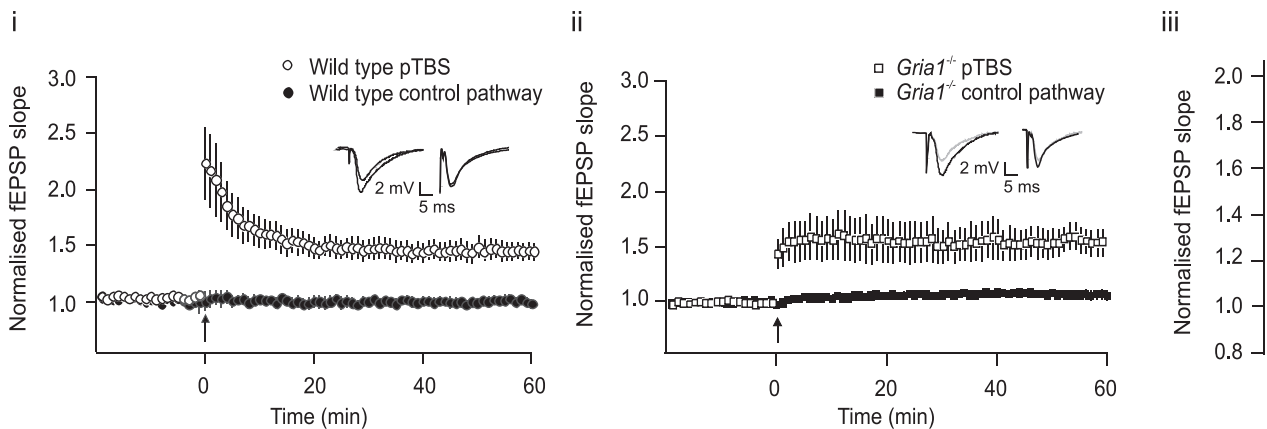 i
Normalised fEPSP slope
3.0
2.5
2.0
1.5
1.0
Wild type pTBS
Wild type control pathway
2 mV
5 ms
0
20
40
60
Time (min)
ii
Normalised fEPSP slope
3.0
2.5
2.0
1.5
1.0
Gria1-/- pTBS
Gria1-/- control pathway
2 mV
5 ms
0
20
40
60
Time (min)
iii
Normalised fEPSP slope
2.0
1.8
1.6
1.4
1.2
1.0
0.8